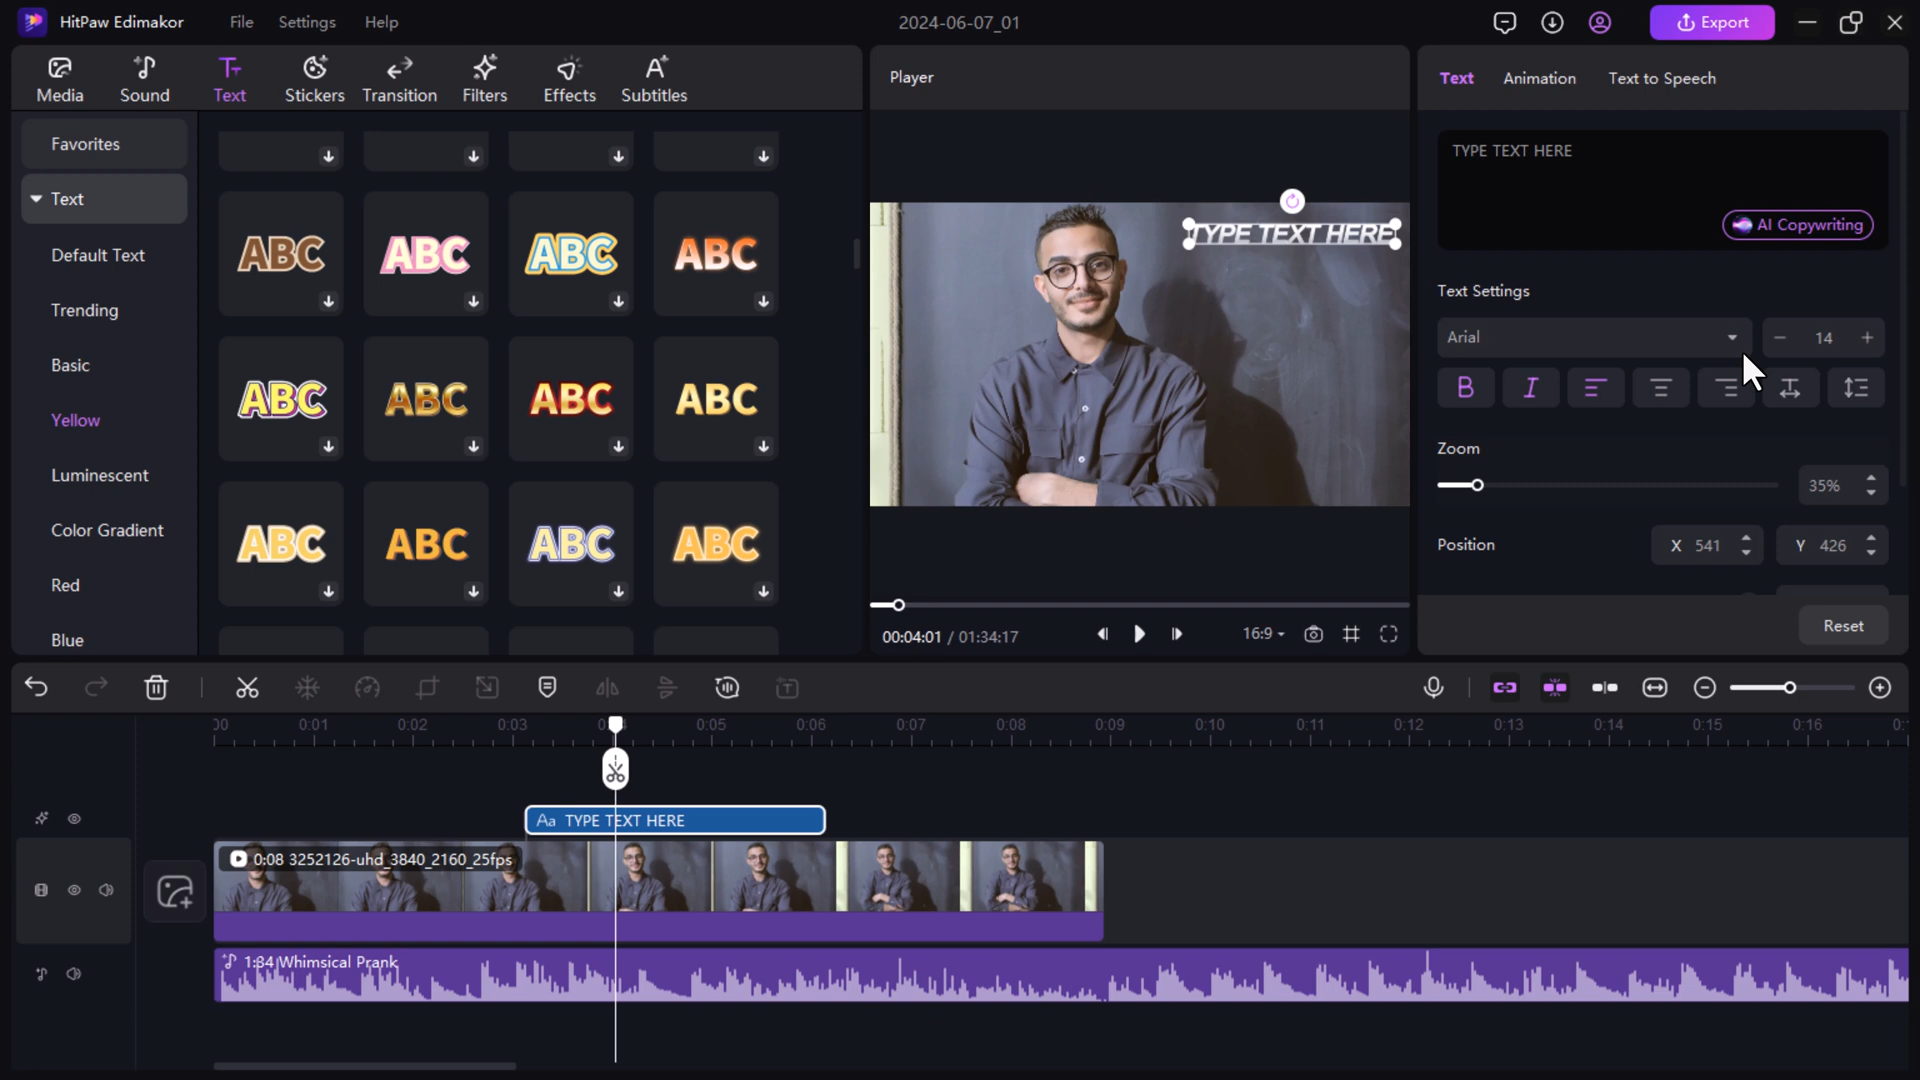 HitPaw Edimakor File Settings Help 2024-06-07_01 Export
Media Sound Text Stickers Transition Filters Effects Subtitles
Player
Text Animation Text to Speech
Favorites
Text
Default Text
Trending
Basic
Yellow
Luminescent
Color Gradient
Red
Blue
ABC ABC ABC ABC
ABC ABC ABC ABC
ABC ABC ABC ABC
TYPE TEXT HERE
00:04:01 / 01:34:17 16:9
TYPE TEXT HERE
AI Copywriting
Text Settings
Arial 14
B I
Zoom
35%
Position X 541 Y 426
Reset
0:01 0:02 0:03 0:05 0:06 0:07 0:08 0:09 0:10 0:11 0:12 0:13 0:14 0:15 0:16
Aa TYPE TEXT HERE
0:08 3252126-uhd_3840_2160_25fps
1:34 Whimsical Prank